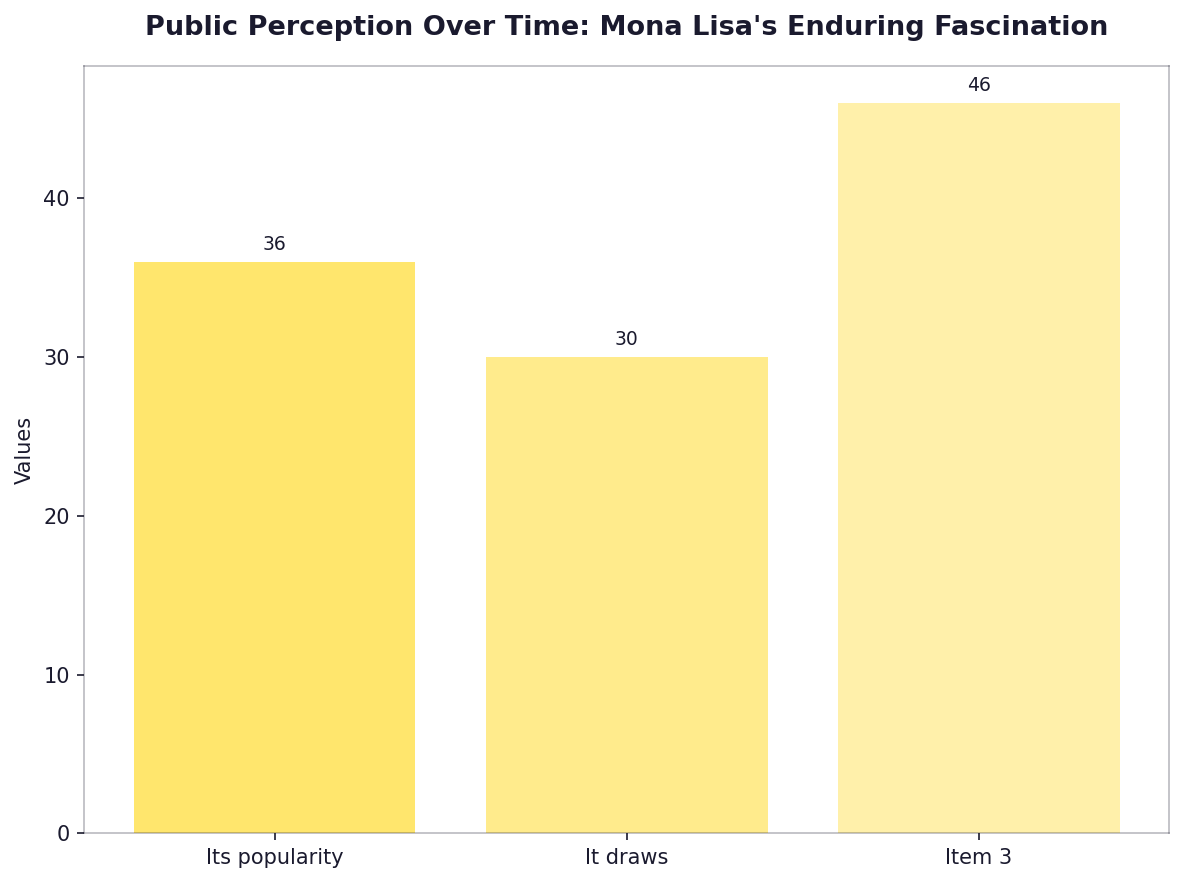 Public Perception Over Time: Mona Lisa's Enduring Fascination
46
40
36
30
30
Values
20
10
0
Its popularity
It draws
Item 3